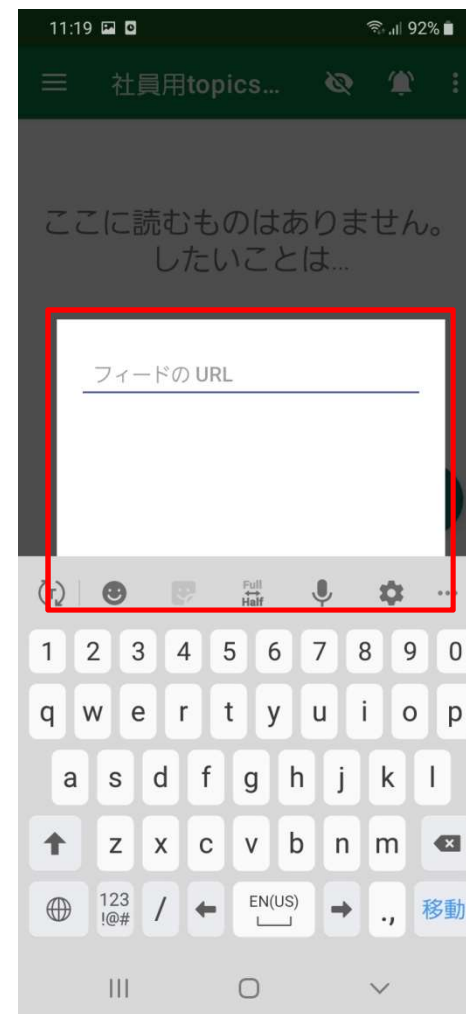 11:19 92%
社員用topics...
ここに読むものはありません。
したいことは...
フィードの URL
Full
Half
1 2 3 4 5 6 7 8 9 0
q w e r t y u i o p
a s d f g h j k l
z x c v b n m
123 / EN(US) ., 移動
!@#